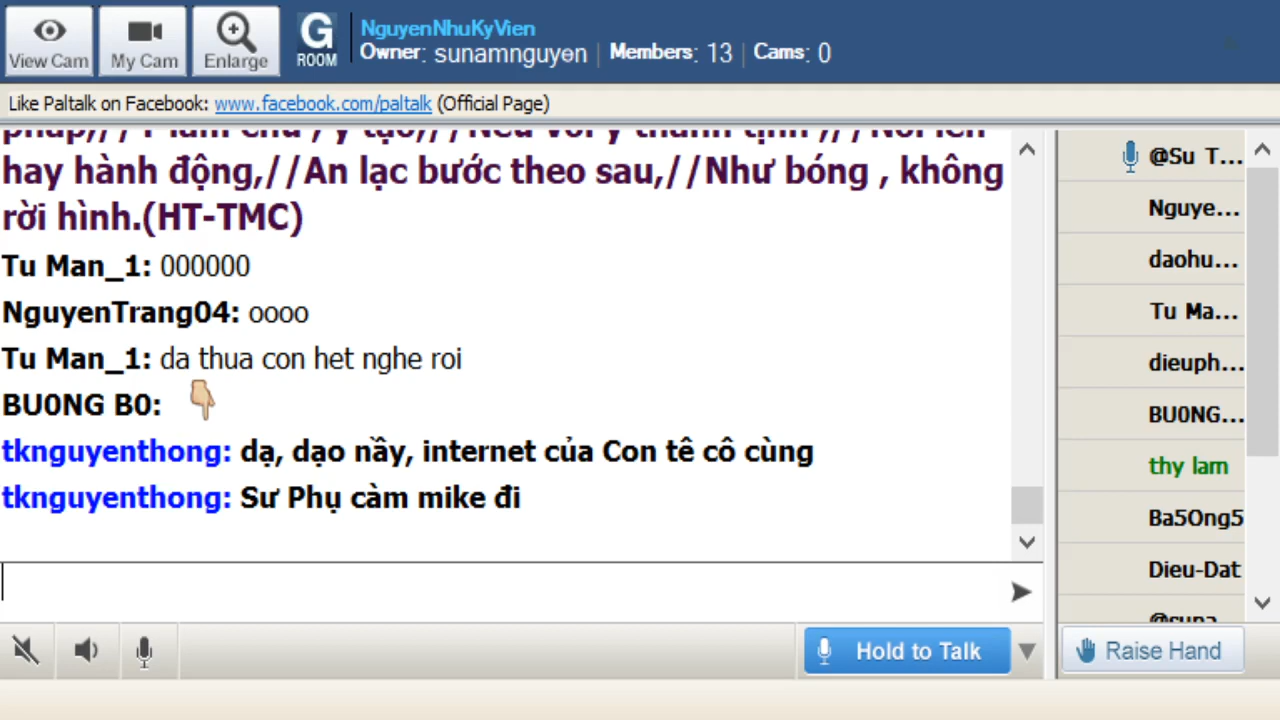 View Cam
My Cam
Enlarge
G
ROOM
NguyenNhuKyVien
Owner: sunamnguyen | Members: 13 | Cams: 0
Like Paltalk on Facebook: www.facebook.com/paltalk (Official Page)
hay hành động,//An lạc bước theo sau,//Như bóng , không
rời hình.(HT-TMC)
Tu Man_1: 000000
NguyenTrang04: oooo
Tu Man_1: da thua con het nghe roi
BU0NG B0:
tknguyenthong: dạ, dạo nầy, internet của Con tê cô cùng
tknguyenthong: Sư Phụ càm mike đi
@Su T...
Nguye...
daohu...
Tu Ma...
dieuph...
BU0NG...
thy lam
Ba5Ong5
Dieu-Dat
Hold to Talk
Raise Hand